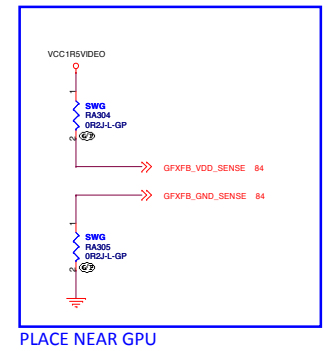 VCC1R5VIDEO
1
SWG
RA304
0R2J-L-GP
2
GFXFB_VDD_SENSE 84
GFXFB_GND_SENSE 84
1
SWG
RA305
0R2J-L-GP
2
PLACE NEAR GPU